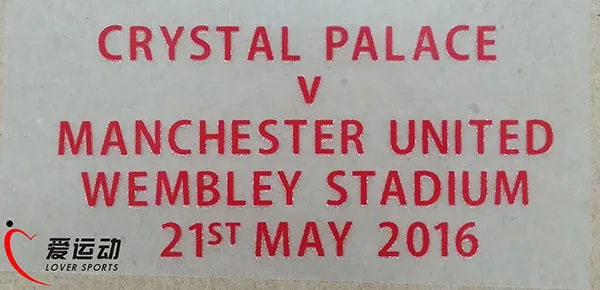 CRYSTAL PALACE
v
MANCHESTER UNITED
WEMBLEY STADIUM
21ST MAY 2016
爱运动
LOVER SPORTS